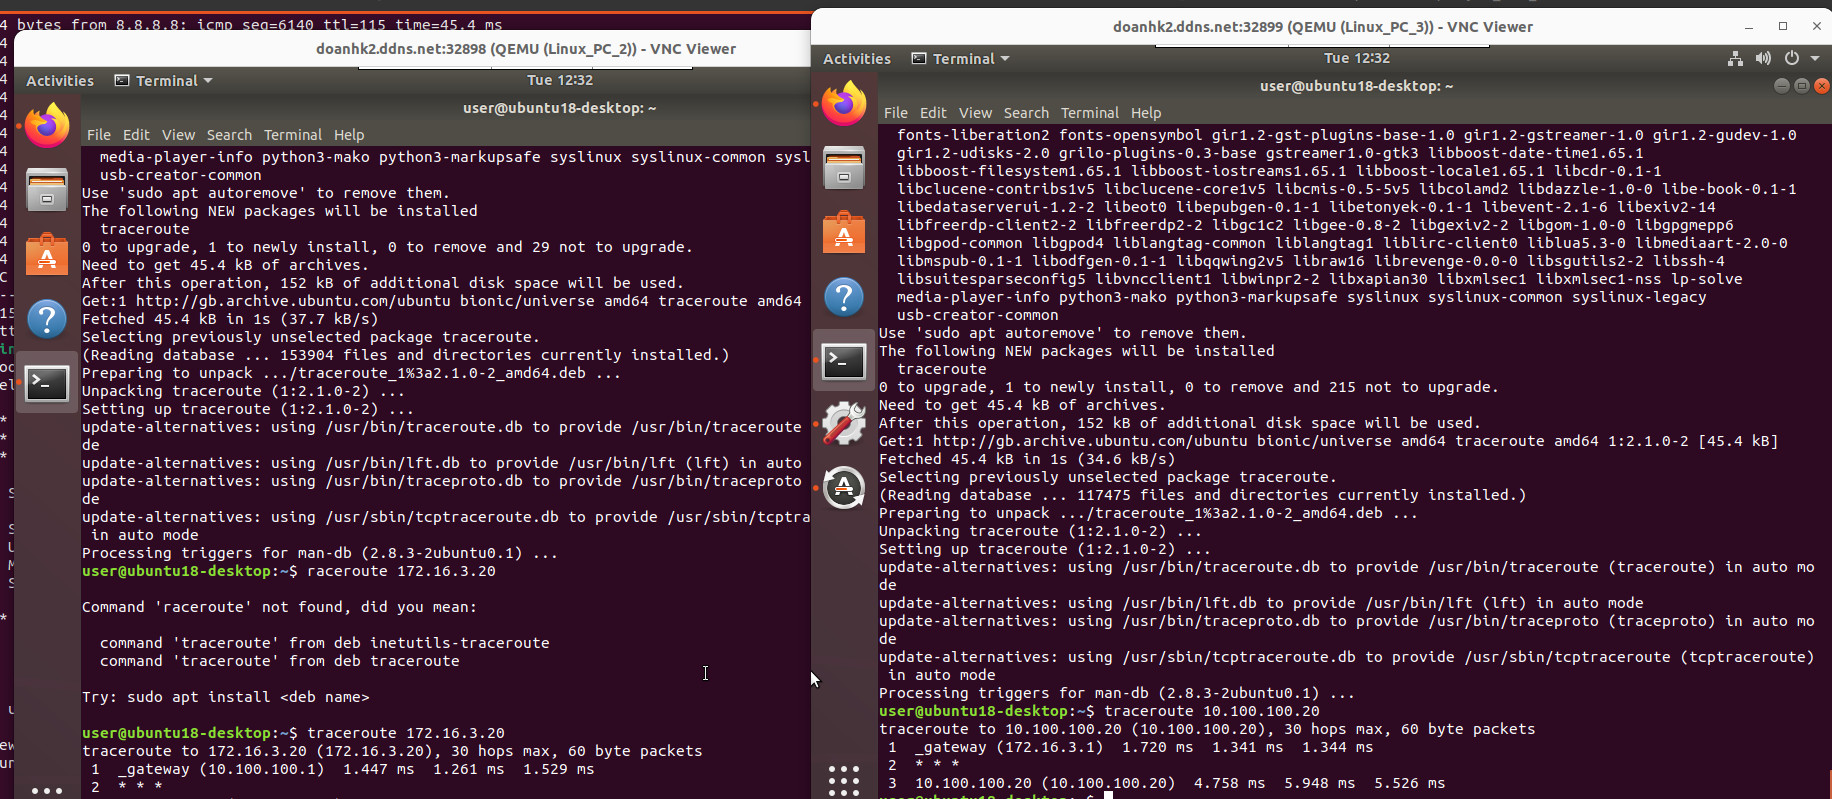 4 bytes from 8.8.8.8: icmp_seq=6140 ttl=115 time=45.4 ms
doanhk2.ddns.net:32898 (QEMU (Linux_PC_2)) - VNC Viewer
Activities Terminal Tue 12:32
user@ubuntu18-desktop: ~
File Edit View Search Terminal Help
media-player-info python3-mako python3-markupsafe syslinux syslinux-common sysl
usb-creator-common
Use 'sudo apt autoremove' to remove them.
The following NEW packages will be installed
traceroute
0 to upgrade, 1 to newly install, 0 to remove and 29 not to upgrade.
Need to get 45.4 kB of archives.
After this operation, 152 kB of additional disk space will be used.
Get:1 http://gb.archive.ubuntu.com/ubuntu bionic/universe amd64 traceroute amd64
Fetched 45.4 kB in 1s (37.7 kB/s)
Selecting previously unselected package traceroute.
(Reading database ... 153904 files and directories currently installed.)
Preparing to unpack .../traceroute_1%3a2.1.0-2_amd64.deb ...
Unpacking traceroute (1:2.1.0-2) ...
Setting up traceroute (1:2.1.0-2) ...
update-alternatives: using /usr/bin/traceroute.db to provide /usr/bin/traceroute
de
update-alternatives: using /usr/bin/lft.db to provide /usr/bin/lft (lft) in auto
update-alternatives: using /usr/bin/traceproto.db to provide /usr/bin/traceproto
de
update-alternatives: using /usr/sbin/tcptraceroute.db to provide /usr/sbin/tcptra
in auto mode
Processing triggers for man-db (2.8.3-2ubuntu0.1) ...
user@ubuntu18-desktop:~$ raceroute 172.16.3.20
Command 'raceroute' not found, did you mean:
command 'traceroute' from deb inetutils-traceroute
command 'traceroute' from deb traceroute
Try: sudo apt install <deb name>
user@ubuntu18-desktop:~$ traceroute 172.16.3.20
traceroute to 172.16.3.20 (172.16.3.20), 30 hops max, 60 byte packets
1 _gateway (10.100.100.1) 1.447 ms 1.261 ms 1.529 ms
2 * * *
doanhk2.ddns.net:32899 (QEMU (Linux_PC_3)) - VNC Viewer
Activities Terminal Tue 12:32
user@ubuntu18-desktop: ~
File Edit View Search Terminal Help
fonts-liberation2 fonts-opensymbol gir1.2-gst-plugins-base-1.0 gir1.2-gstreamer-1.0 gir1.2-gudev-1.0
gir1.2-udisks-2.0 grilo-plugins-0.3-base gstreamer1.0-gtk3 libboost-date-time1.65.1
libboost-filesystem1.65.1 libboost-iostreams1.65.1 libboost-locale1.65.1 libcdr-0.1-1
libclucene-contribs1v5 libclucene-core1v5 libcmis-0.5-5v5 libcolamd2 libdazzle-1.0-0 libe-book-0.1-1
libedataserverui-1.2-2 libeot0 libepubgen-0.1-1 libetonyek-0.1-1 libevent-2.1-6 libexiv2-14
libfreerdp-client2-2 libfreerdp2-2 libgc1c2 libgee-0.8-2 libgexiv2-2 libgom-1.0-0 libgpgmepp6
libgpod-common libgpod4 liblangtag-common liblangtag1 liblirc-client0 liblua5.3-0 libmediaart-2.0-0
libmspub-0.1-1 libodfgen-0.1-1 libqqwing2v5 libraw16 librevenge-0.0-0 libsgutils2-2 libssh-4
libsuitesparseconfig5 libvncclient1 libwinpr2-2 libxapian30 libxmlsec1 libxmlsec1-nss lp-solve
media-player-info python3-mako python3-markupsafe syslinux syslinux-common syslinux-legacy
usb-creator-common
Use 'sudo apt autoremove' to remove them.
The following NEW packages will be installed
traceroute
0 to upgrade, 1 to newly install, 0 to remove and 215 not to upgrade.
Need to get 45.4 kB of archives.
After this operation, 152 kB of additional disk space will be used.
Get:1 http://gb.archive.ubuntu.com/ubuntu bionic/universe amd64 traceroute amd64 1:2.1.0-2 [45.4 kB]
Fetched 45.4 kB in 1s (34.6 kB/s)
Selecting previously unselected package traceroute.
(Reading database ... 117475 files and directories currently installed.)
Preparing to unpack .../traceroute_1%3a2.1.0-2_amd64.deb ...
Unpacking traceroute (1:2.1.0-2) ...
Setting up traceroute (1:2.1.0-2) ...
update-alternatives: using /usr/bin/traceroute.db to provide /usr/bin/traceroute (traceroute) in auto mo
de
update-alternatives: using /usr/bin/lft.db to provide /usr/bin/lft (lft) in auto mode
update-alternatives: using /usr/bin/traceproto.db to provide /usr/bin/traceproto (traceproto) in auto mo
de
update-alternatives: using /usr/sbin/tcptraceroute.db to provide /usr/sbin/tcptraceroute (tcptraceroute)
in auto mode
Processing triggers for man-db (2.8.3-2ubuntu0.1) ...
user@ubuntu18-desktop:~$ traceroute 10.100.100.20
traceroute to 10.100.100.20 (10.100.100.20), 30 hops max, 60 byte packets
1 _gateway (172.16.3.1) 1.720 ms 1.341 ms 1.344 ms
2 * * *
3 10.100.100.20 (10.100.100.20) 4.758 ms 5.948 ms 5.526 ms
user@ubuntu18-desktop:~$